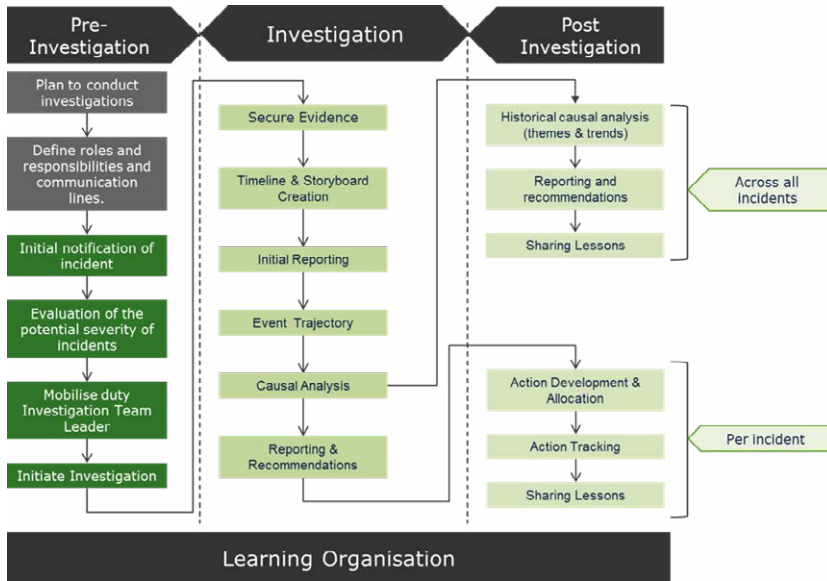 Pre-
Investigation
Investigation
Post
Investigation
Plan to conduct
investigations
Define roles and
responsibilities and
communication
lines.
Initial notification of
incident
Evaluation of the
potential severity of
incidents
Mobilise duty
Investigation Team
Leader
Initiate Investigation
Secure Evidence
Timeline & Storyboard
Creation
Initial Reporting
Event Trajectory
Causal Analysis
Reporting &
Recommendations
Historical causal analysis
(themes & trends)
Reporting and
recommendations
Sharing Lessons
Across all
incidents
Action Development &
Allocation
Action Tracking
Sharing Lessons
Per incident
Learning Organisation